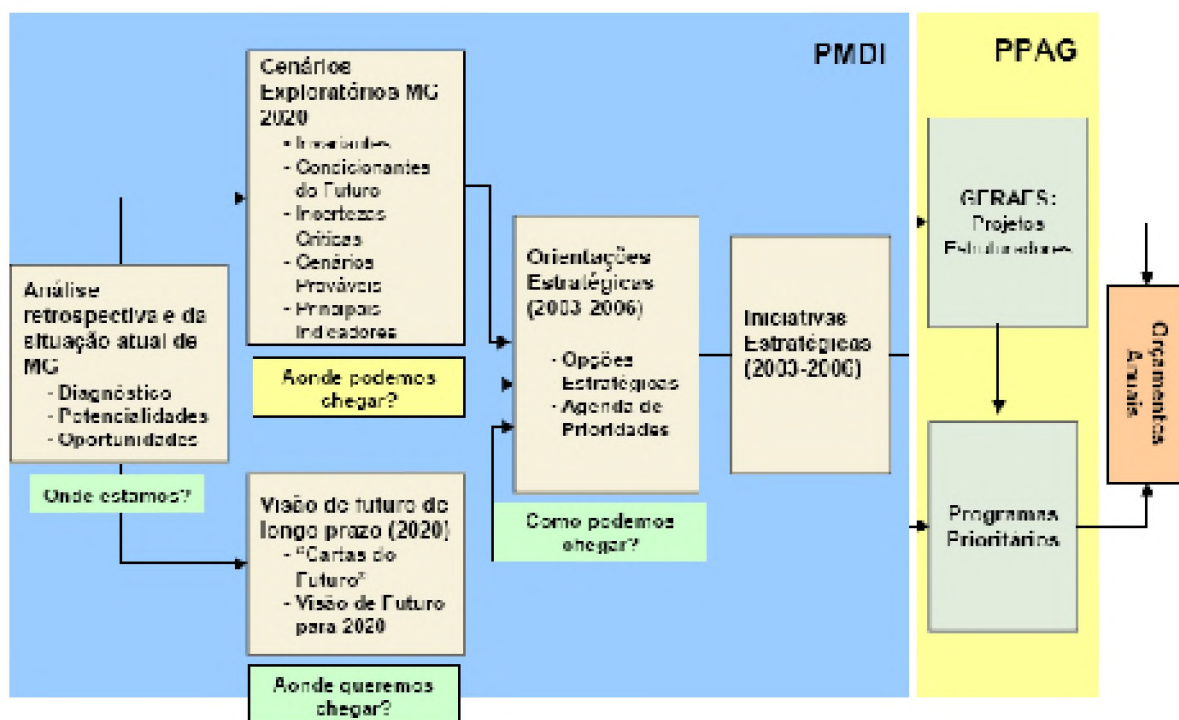 PMDI
PPAG
Cenários
Exploratórios MG
2020
- Invariantes
- Condicionantes
do Futuro
- Incertezas
Críticas
- Cenários
Prováveis
- Principais
Indicadores
Aonde podemos
chegar?
Análise
retrospectiva e da
situação atual de
MG
- Diagnóstico
- Potencialidades
- Oportunidades
Onde estamos?
Visão de futuro de
longo prazo (2020)
- "Cartas do
Futuro"
- Visão de Futuro
para 2020
Aonde queremos
chegar?
Orientações
Estratégicas
(2003-2006)
- Opções
Estratégicas
- Agenda de
Prioridades
Como podemos
chegar?
Iniciativas
Estratégicas
(2003-2006)
GERAES:
Projetos
Estruturadores
Programas
Prioritários
Orçamentos
Anuais